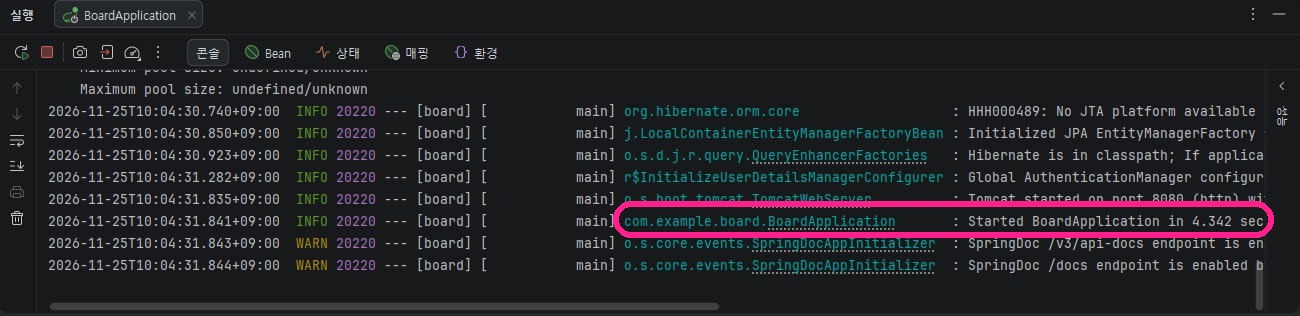 실행 BoardApplication
콘솔 Bean 상태 매핑 환경
Minimum pool size: undefined/unknown
Maximum pool size: undefined/unknown
2026-11-25T10:04:30.740+09:00 INFO 20220 --- [board] [ main] org.hibernate.orm.core : HHH000489: No JTA platform available
2026-11-25T10:04:30.850+09:00 INFO 20220 --- [board] [ main] j.LocalContainerEntityManagerFactoryBean : Initialized JPA EntityManagerFactory
2026-11-25T10:04:30.923+09:00 INFO 20220 --- [board] [ main] o.s.d.j.r.query.QueryEnhancerFactories : Hibernate is in classpath; If applica
2026-11-25T10:04:31.282+09:00 INFO 20220 --- [board] [ main] r$InitializeUserDetailsManagerConfigurer : Global AuthenticationManager configur
2026-11-25T10:04:31.835+09:00 INFO 20220 --- [board] [ main] o.s.boot.tomcat.TomcatWebServer : Tomcat started on port 8080 (http) wi
2026-11-25T10:04:31.841+09:00 INFO 20220 --- [board] [ main] com.example.board.BoardApplication : Started BoardApplication in 4.342 sec
2026-11-25T10:04:31.843+09:00 WARN 20220 --- [board] [ main] o.s.core.events.SpringDocAppInitializer : SpringDoc /v3/api-docs endpoint is en
2026-11-25T10:04:31.844+09:00 WARN 20220 --- [board] [ main] o.s.core.events.SpringDocAppInitializer : SpringDoc /docs endpoint is enabled b